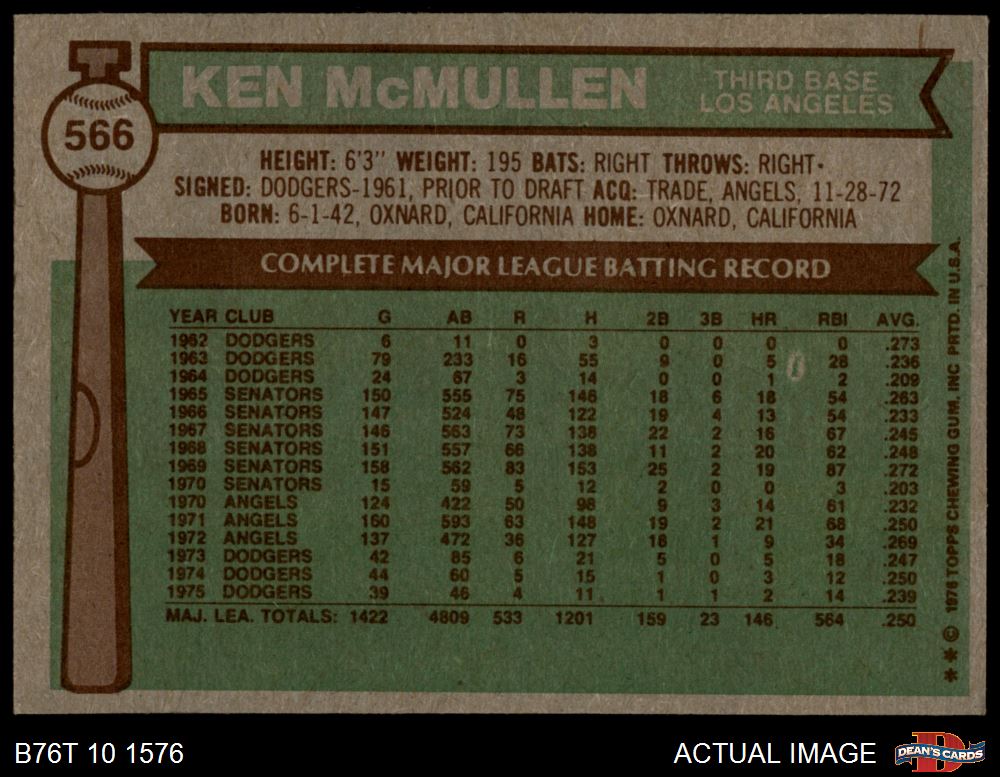 566
KEN McMULLEN
THIRD BASE
LOS ANGELES
HEIGHT: 6'3" WEIGHT: 195 BATS: RIGHT THROWS: RIGHT
SIGNED: DODGERS-1961, PRIOR TO DRAFT ACQ: TRADE, ANGELS, 11-28-72
BORN: 6-1-42, OXNARD, CALIFORNIA HOME: OXNARD, CALIFORNIA
COMPLETE MAJOR LEAGUE BATTING RECORD
YEAR CLUB G AB R H 2B 3B HR RBI AVG.
1962 DODGERS 6 11 0 3 0 0 0 0 .273
1963 DODGERS 79 233 16 55 9 0 5 28 .236
1964 DODGERS 24 67 3 14 0 0 1 2 .209
1965 SENATORS 150 555 75 146 18 6 18 54 .263
1966 SENATORS 147 524 48 122 19 4 13 54 .233
1967 SENATORS 146 563 73 138 22 2 16 67 .245
1968 SENATORS 151 557 66 138 11 2 20 62 .248
1969 SENATORS 158 562 83 153 25 2 19 87 .272
1970 SENATORS 15 59 5 12 2 0 0 3 .203
1970 ANGELS 124 422 50 98 9 3 14 61 .232
1971 ANGELS 160 593 63 148 19 2 21 68 .250
1972 ANGELS 137 472 36 127 16 1 9 34 .269
1973 DODGERS 42 85 6 21 5 0 5 18 .247
1974 DODGERS 44 60 5 15 1 0 3 12 .250
1975 DODGERS 39 46 4 11 1 1 2 14 .239
MAJ. LEA. TOTALS: 1422 4809 533 1201 159 23 146 564 .250
* * © 1976 TOPPS CHEWING GUM, INC PRTD. IN U.S.A.
B76T 10 1576
ACTUAL IMAGE
DEAN'S CARDS